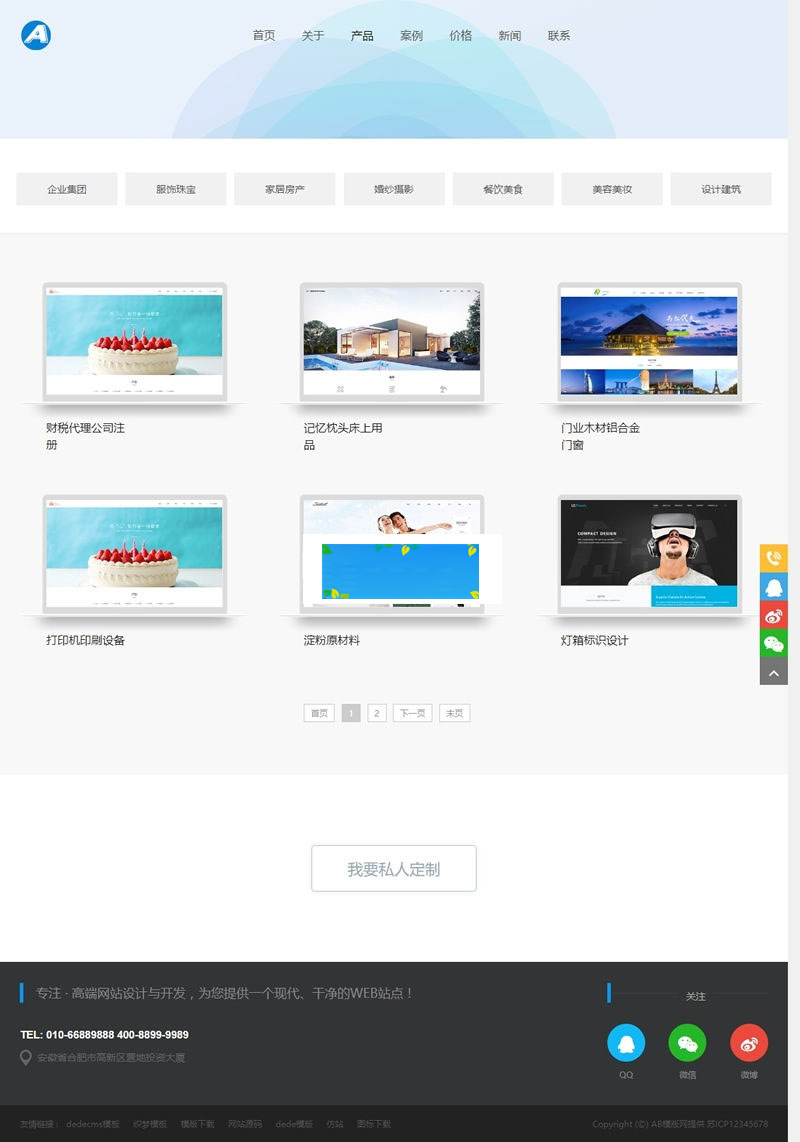 首页 关于 产品 案例 价格 新闻 联系
企业集团 服饰珠宝 家居房产 婚纱摄影 餐饮美食 美容美妆 设计建筑
财税代理公司注
册
记忆枕头床上用
品
门业木材铝合金
门窗
COMPACT DESIGN
打印机印刷设备
淀粉原材料
灯箱标识设计
首页 1 2 下一页 末页
我要私人定制
专注 · 高端网站设计与开发，为您提供一个现代、干净的WEB站点！
关注
TEL: 010-66889888 400-8899-9989
安徽省合肥市高新区置地投资大厦
QQ 微信 微博
友情链接： dedecms模板 织梦模板 模版下载 网站源码 dede模版 仿站 图标下载
Copyright (©) AB模版网提供 苏ICP12345678